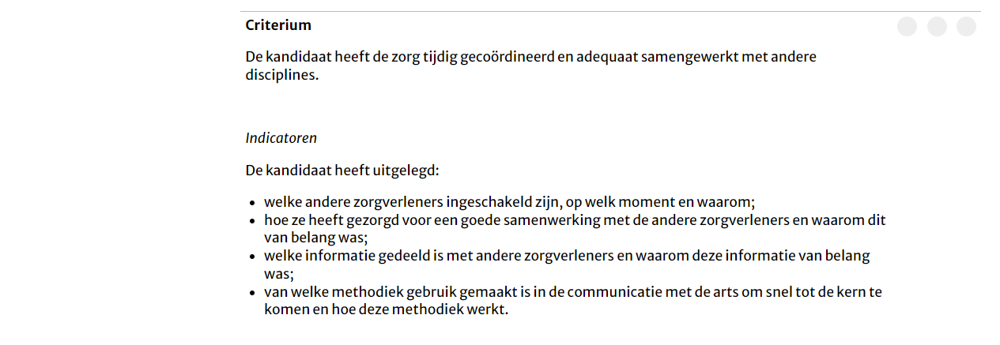 Criterium
De kandidaat heeft de zorg tijdig gecoördineerd en adequaat samengewerkt met andere
disciplines.
Indicatoren
De kandidaat heeft uitgelegd:
• welke andere zorgverleners ingeschakeld zijn, op welk moment en waarom;
• hoe ze heeft gezorgd voor een goede samenwerking met de andere zorgverleners en waarom dit
van belang was;
• welke informatie gedeeld is met andere zorgverleners en waarom deze informatie van belang
was;
• van welke methodiek gebruik gemaakt is in de communicatie met de arts om snel tot de kern te
komen en hoe deze methodiek werkt.